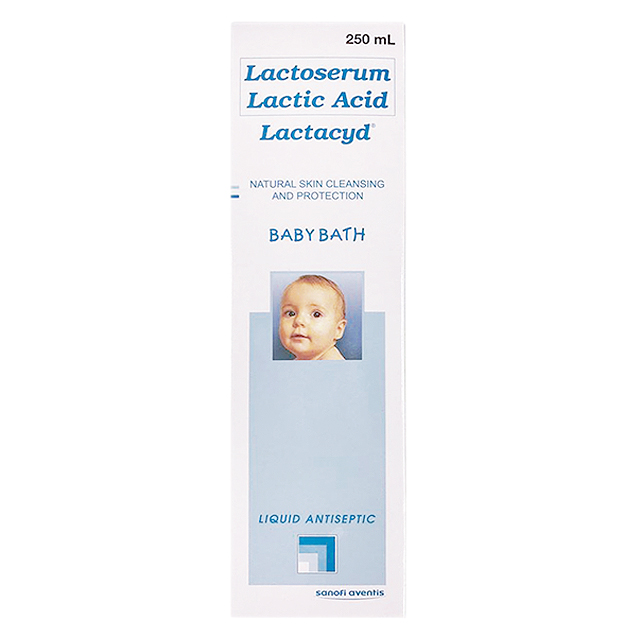 250 mL
Lactoserum
Lactic Acid
Lactacyd®
NATURAL SKIN CLEANSING
AND PROTECTION
BABY BATH
LIQUID ANTISEPTIC
sanofi aventis